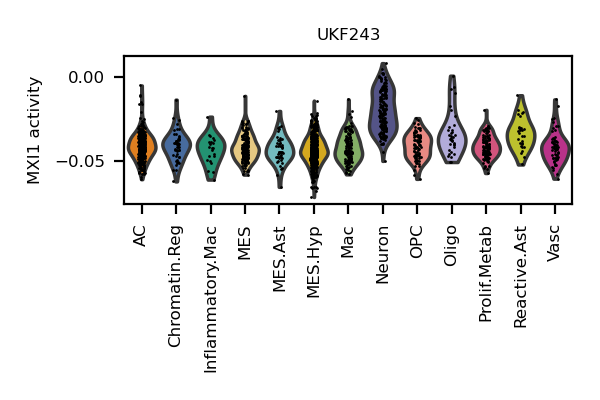 UKF243
MXI1 activity
0.00
−0.05
AC
Chromatin.Reg
Inflammatory.Mac
MES
MES.Ast
MES.Hyp
Mac
Neuron
OPC
Oligo
Prolif.Metab
Reactive.Ast
Vasc